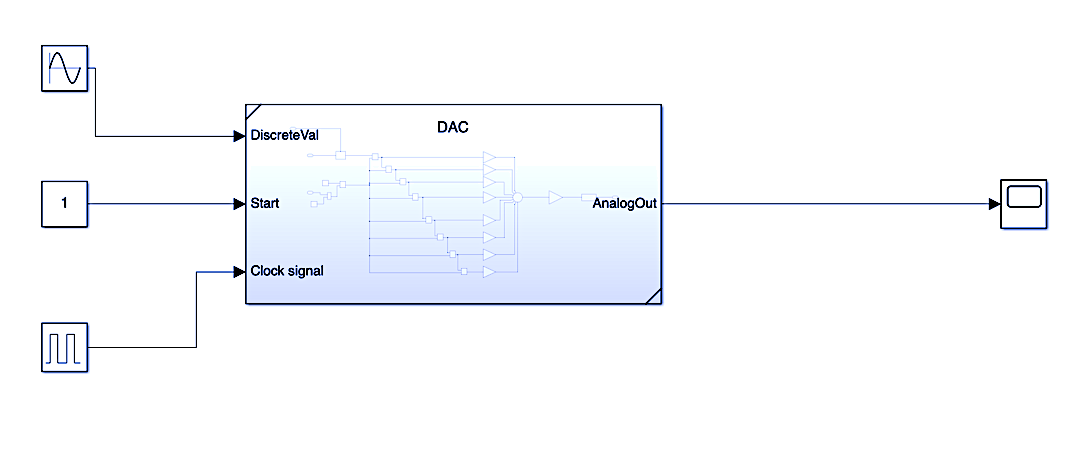 DAC
DiscreteVal
1
Start
AnalogOut
Clock signal